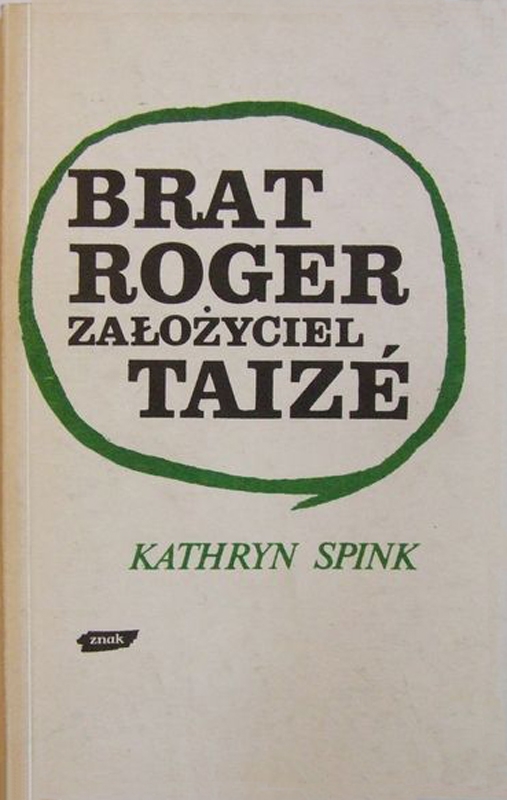 BRAT
ROGER
ZAŁOŻYCIEL
TAIZÉ
KATHRYN SPINK
znak